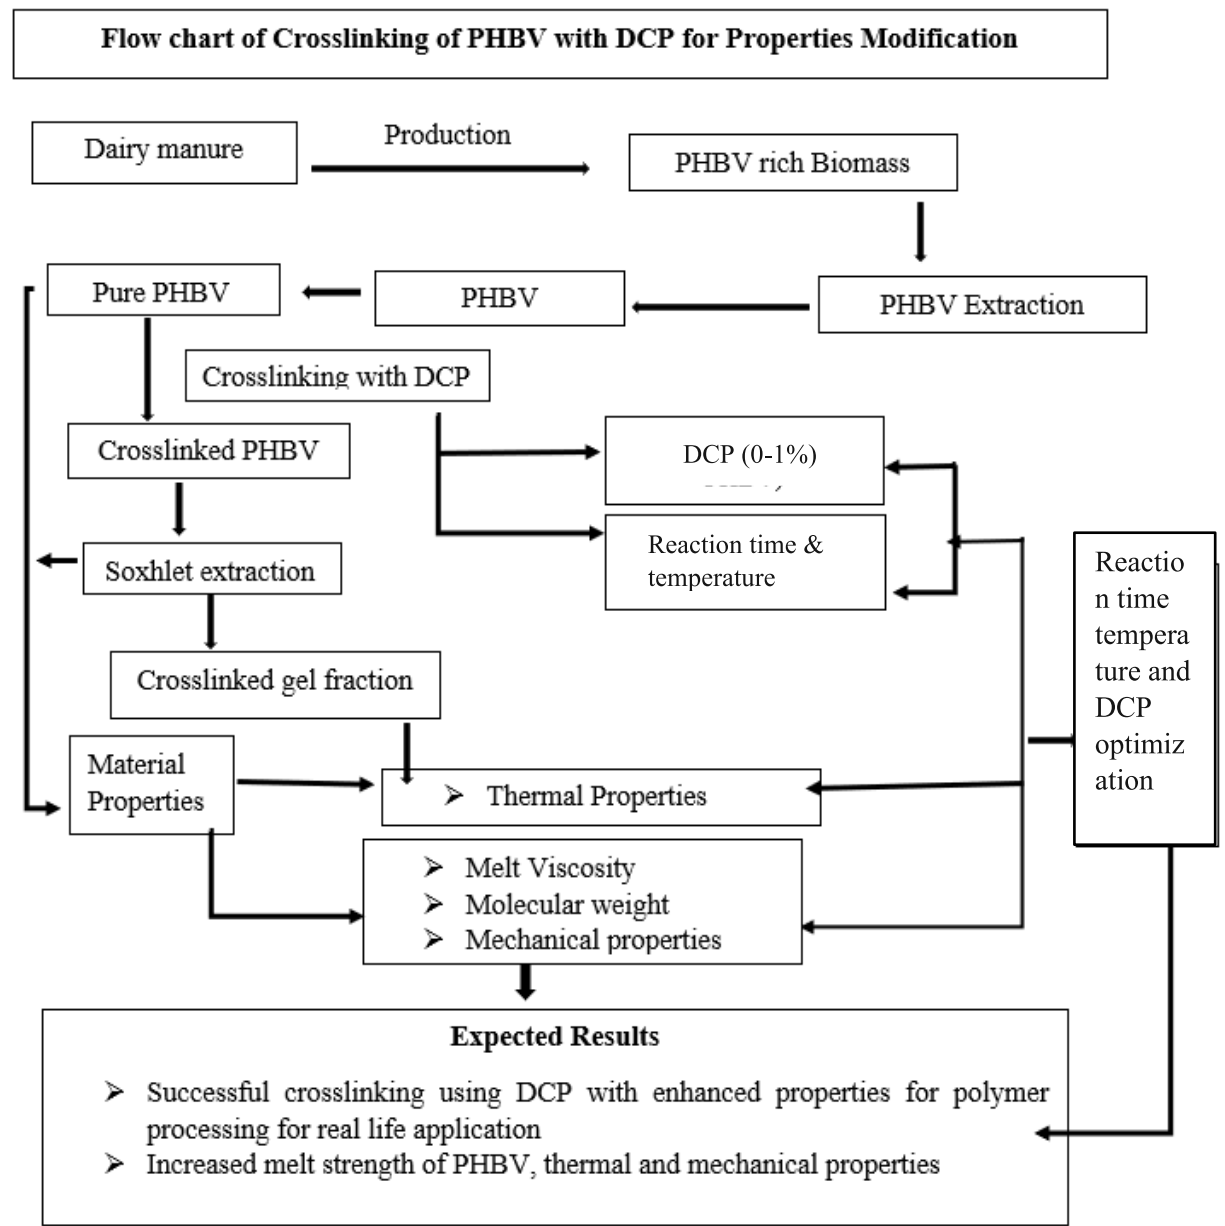 Flow chart of Crosslinking of PHBV with DCP for Properties Modification
Dairy manure
Production
PHBV rich Biomass
Pure PHBV
PHBV
PHBV Extraction
Crosslinking with DCP
Crosslinked PHBV
DCP (0-1%)
Soxhlet extraction
Reaction time &
temperature
Reactio
n time
tempera
ture and
DCP
optimiz
ation
Crosslinked gel fraction
Material
Properties
➢ Thermal Properties
➢ Melt Viscosity
➢ Molecular weight
➢ Mechanical properties
Expected Results
➢ Successful crosslinking using DCP with enhanced properties for polymer
processing for real life application
➢ Increased melt strength of PHBV, thermal and mechanical properties